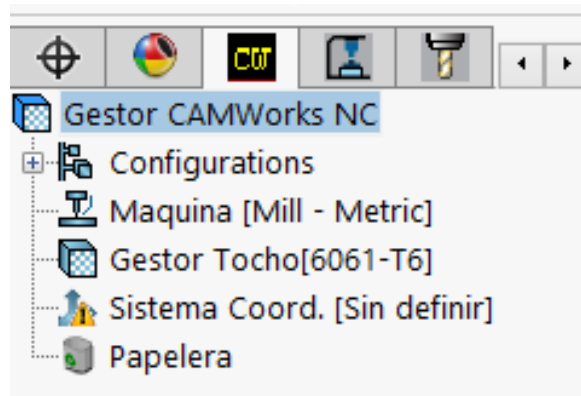 CW
Gestor CAMWorks NC
Configurations
Maquina [Mill - Metric]
Gestor Tocho[6061-T6]
Sistema Coord. [Sin definir]
Papelera